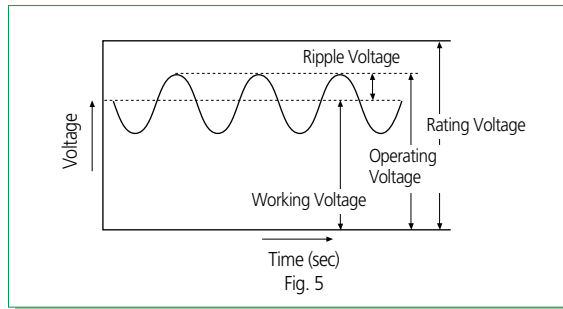 Ripple Voltage
Rating Voltage
Operating
Voltage
Working Voltage
Voltage
Time (sec)
Fig. 5